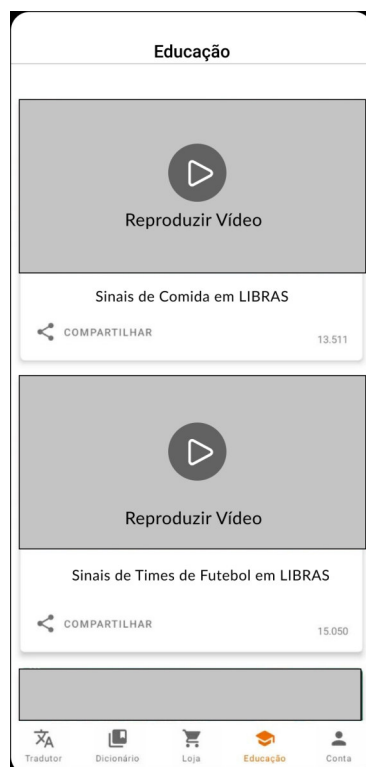 Educação
Reproduzir Vídeo
Sinais de Comida em LIBRAS
COMPARTILHAR
13.511
Reproduzir Vídeo
Sinais de Times de Futebol em LIBRAS
COMPARTILHAR
15.050
Tradutor Dicionário Loja Educação Conta